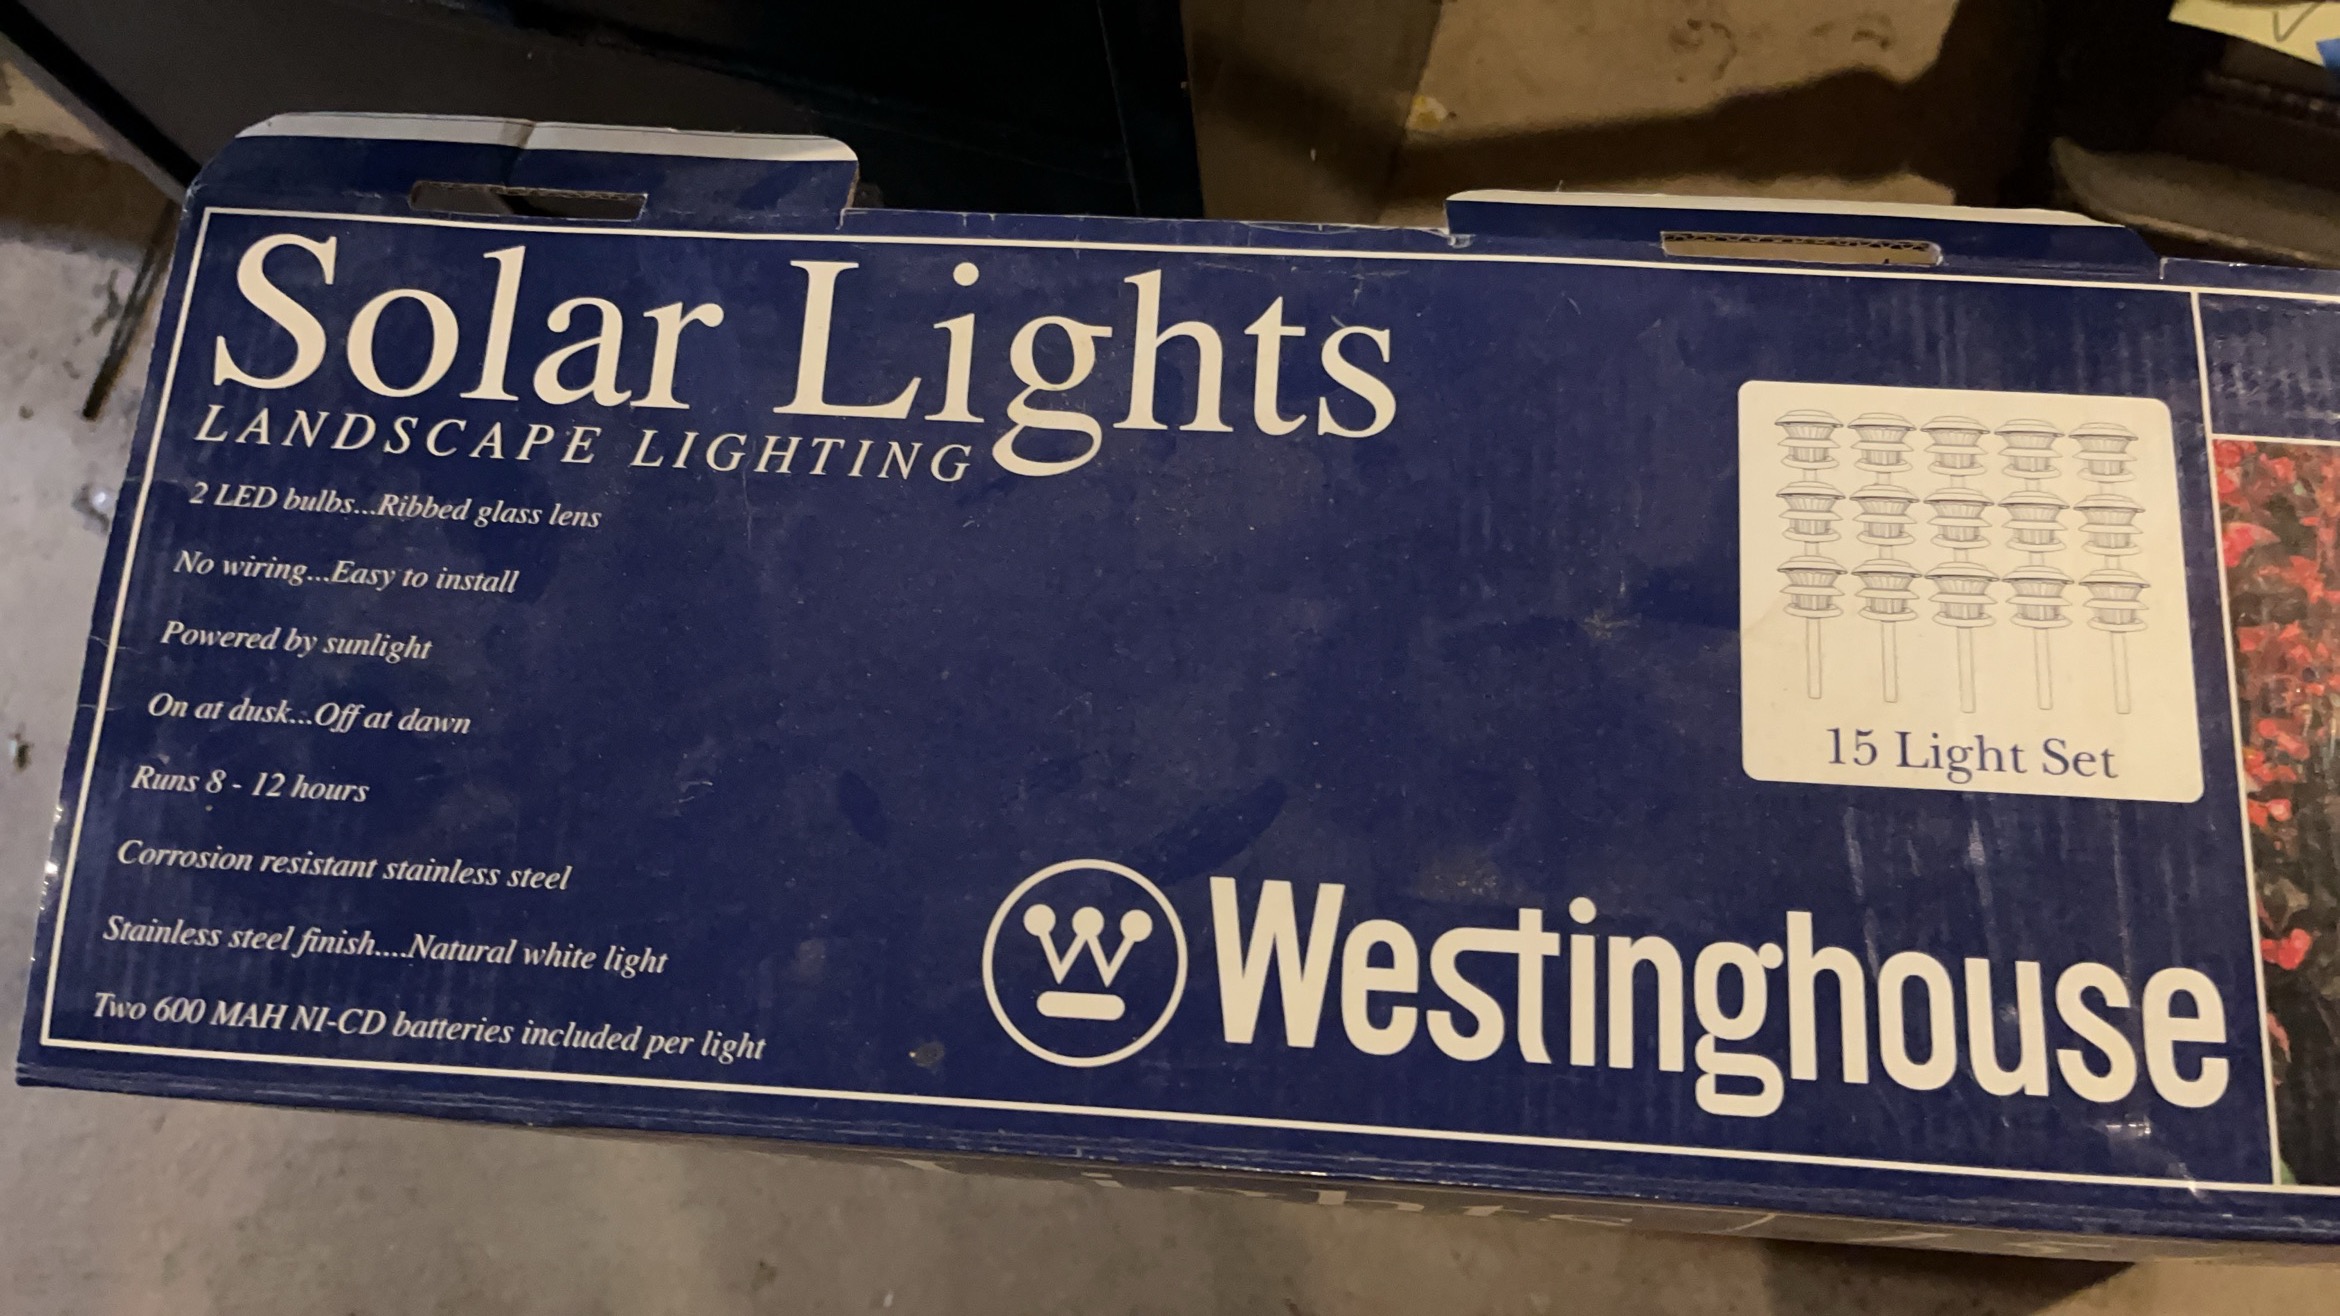 Solar Lights
LANDSCAPE LIGHTING
2 LED bulbs...Ribbed glass lens
No wiring...Easy to install
Powered by sunlight
On at dusk...Off at dawn
Runs 8 - 12 hours
Corrosion resistant stainless steel
Stainless steel finish....Natural white light
Two 600 MAH NI-CD batteries included per light
15 Light Set
W
Westinghouse